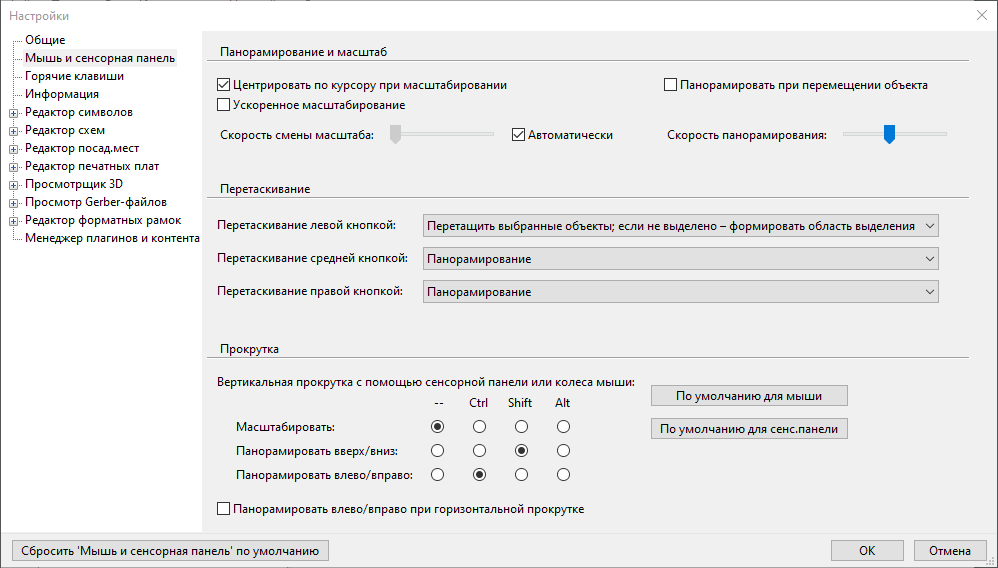 Настройки
Общие
Мышь и сенсорная панель
Горячие клавиши
Информация
Редактор символов
Редактор схем
Редактор посад.мест
Редактор печатных плат
Просмотрщик 3D
Просмотр Gerber-файлов
Редактор форматных рамок
Менеджер плагинов и контента
Панорамирование и масштаб
Центрировать по курсору при масштабировании
Панорамировать при перемещении объекта
Ускоренное масштабирование
Скорость смены масштаба: Автоматически Скорость панорамирования:
Перетаскивание
Перетаскивание левой кнопкой: Перетащить выбранные объекты; если не выделено – формировать область выделения
Перетаскивание средней кнопкой: Панорамирование
Перетаскивание правой кнопкой: Панорамирование
Прокрутка
Вертикальная прокрутка с помощью сенсорной панели или колеса мыши:
-- Ctrl Shift Alt
Масштабировать:
Панорамировать вверх/вниз:
Панорамировать влево/вправо:
По умолчанию для мыши
По умолчанию для сенс.панели
Панорамировать влево/вправо при горизонтальной прокрутке
Сбросить 'Мышь и сенсорная панель' по умолчанию
OK
Отмена